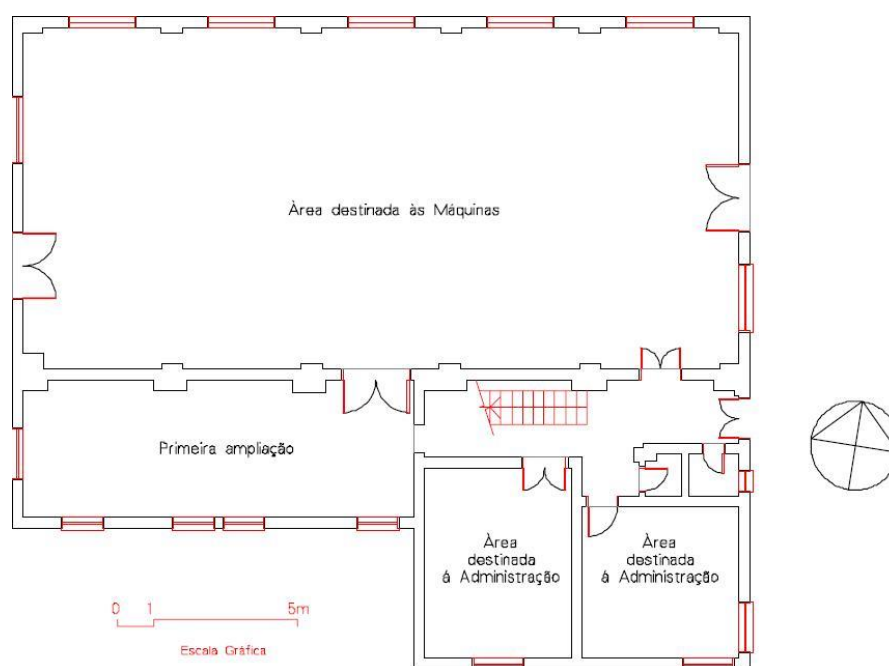 Àrea destinada às Máquinas
Primeira ampliação
Àrea
destinada
á Administração
Àrea
destinada
á Administração
0 1 5m
Escala Gráfica